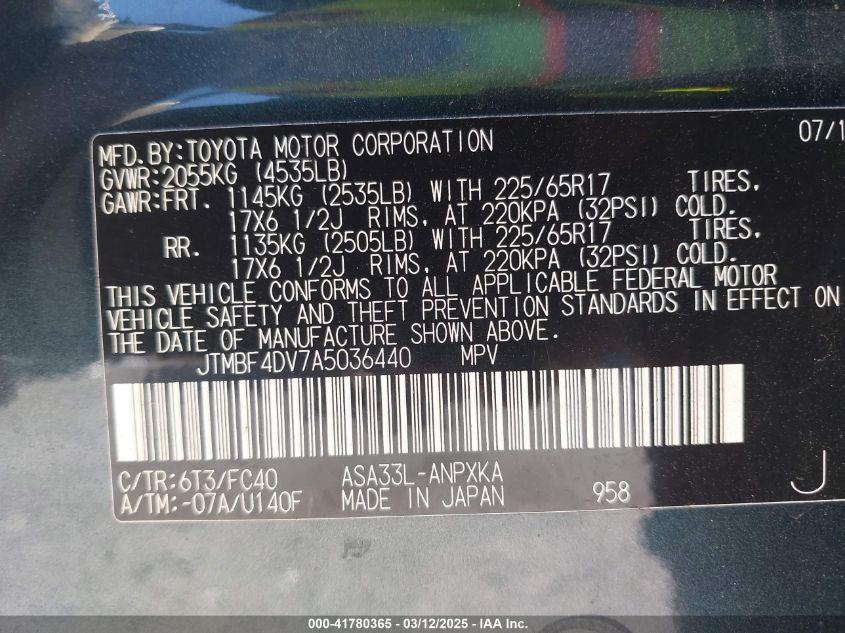 MFD.BY:TOYOTA MOTOR CORPORATION 07/1
GVWR:2055KG (4535LB)
GAWR:FRT. 1145KG (2535LB) WITH 225/65R17 TIRES,
17X6 1/2J RIMS, AT 220KPA (32PSI) COLD.
RR. 1135KG (2505LB) WITH 225/65R17 TIRES,
17X6 1/2J RIMS, AT 220KPA (32PSI) COLD.
THIS VEHICLE CONFORMS TO ALL APPLICABLE FEDERAL MOTOR
VEHICLE SAFETY AND THEFT PREVENTION STANDARDS IN EFFECT ON
THE DATE OF MANUFACTURE SHOWN ABOVE.
JTMBF4DV7A5036440 MPV
C/TR:6T3/FC40 ASA33L-ANPXKA
A/TM:-07A/U140F MADE IN JAPAN 958 J
000-41780365 - 03/12/2025 - IAA Inc.